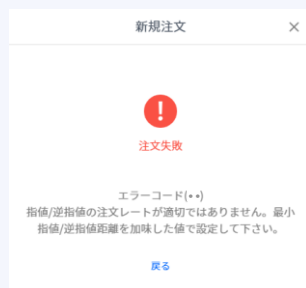 新規注文
注文失敗
エラーコード(••)
指値/逆指値の注文レートが適切ではありません。最小
指値/逆指値距離を加味した値で設定して下さい。
戻る